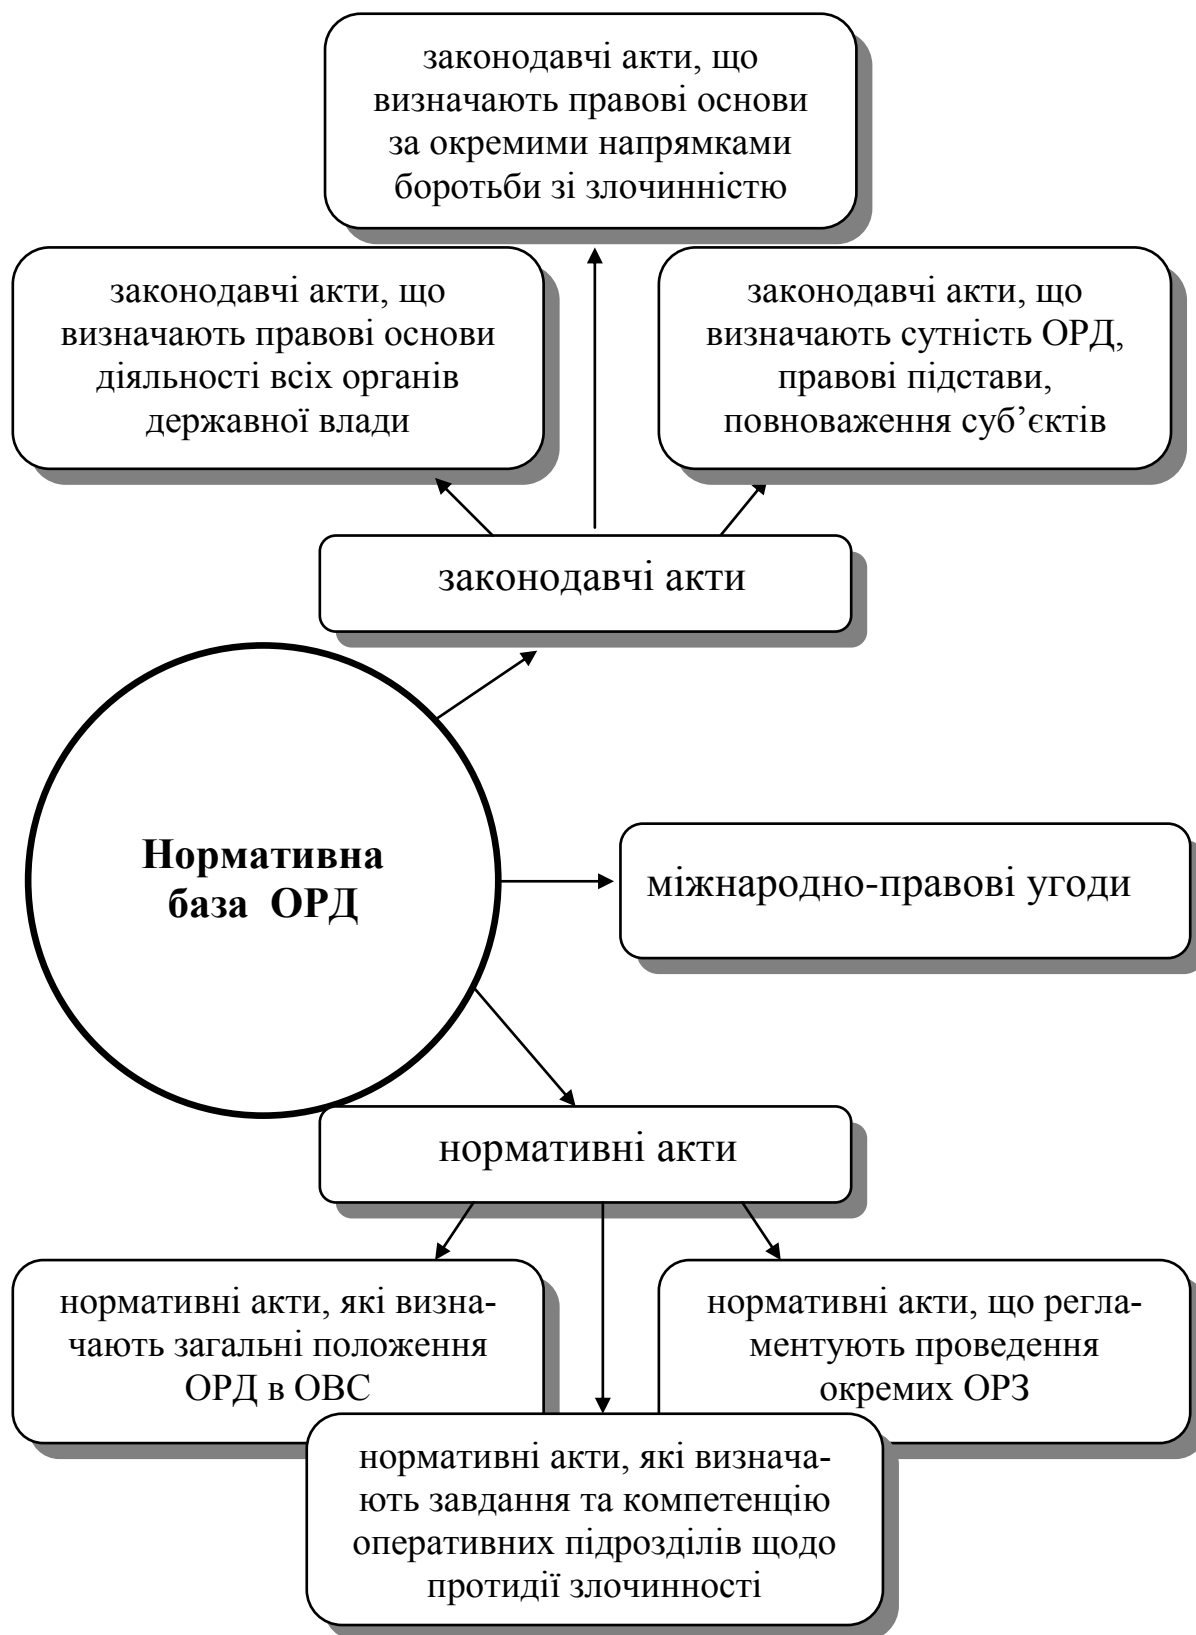 законодавчі акти, що
визначають правові основи
за окремими напрямками
боротьби зі злочинністю
законодавчі акти, що
визначають правові основи
діяльності всіх органів
державної влади
законодавчі акти, що
визначають сутність ОРД,
правові підстави,
повноваження суб’єктів
законодавчі акти
Нормативна
база ОРД
міжнародно-правові угоди
нормативні акти
нормативні акти, які визна-
чають загальні положення
ОРД в ОВС
нормативні акти, що регла-
ментують проведення
окремих ОРЗ
нормативні акти, які визнача-
ють завдання та компетенцію
оперативних підрозділів щодо
протидії злочинності